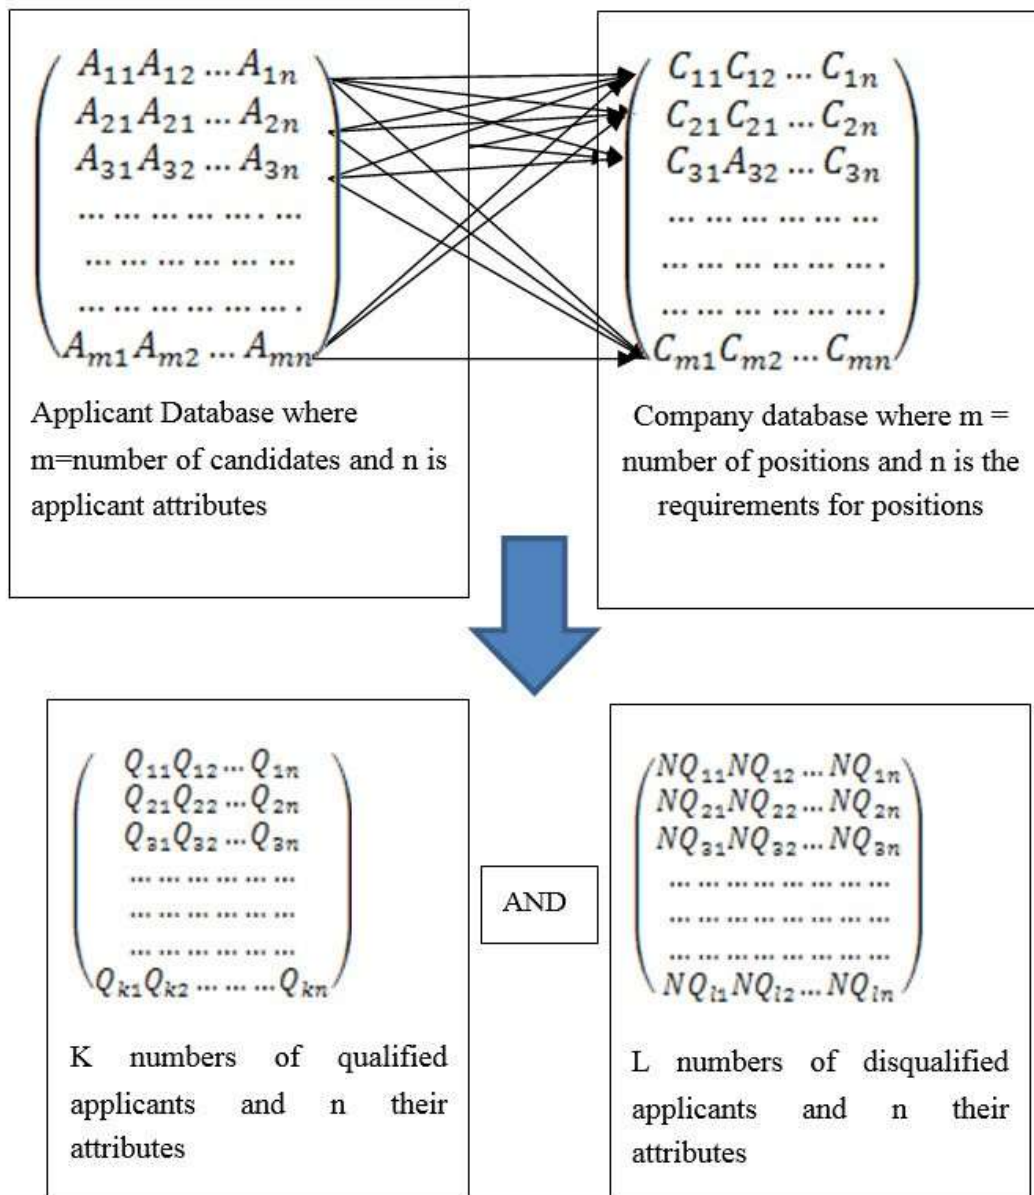 A₁₁A₁₂ … A₁ₙ
A₂₁A₂₁ … A₂ₙ
A₃₁A₃₂ … A₃ₙ
… … … … … . …
… … … … … …
… … … … … … .
Aₘ₁Aₘ₂ … Aₘₙ
Applicant Database where
m=number of candidates and n is
applicant attributes
C₁₁C₁₂ … C₁ₙ
C₂₁C₂₁ … C₂ₙ
C₃₁A₃₂ … C₃ₙ
… … … … … …
… … … … … … .
… … … … … … .
Cₘ₁Cₘ₂ … Cₘₙ
Company database where m =
number of positions and n is the
requirements for positions
Q₁₁Q₁₂ … Q₁ₙ
Q₂₁Q₂₂ … Q₂ₙ
Q₃₁Q₃₂ … Q₃ₙ
… … … … … …
… … … … … …
… … … … … …
Qₖ₁Qₖ₂ … … … Qₖₙ
K numbers of qualified
applicants and n their
attributes
AND
NQ₁₁NQ₁₂ … NQ₁ₙ
NQ₂₁NQ₂₂ … NQ₂ₙ
NQ₃₁NQ₃₂ … NQ₃ₙ
… … … … … … … …
… … … … … … … …
… … … … … … … …
NQₗ₁NQₗ₂ … NQₗₙ
L numbers of disqualified
applicants and n their
attributes